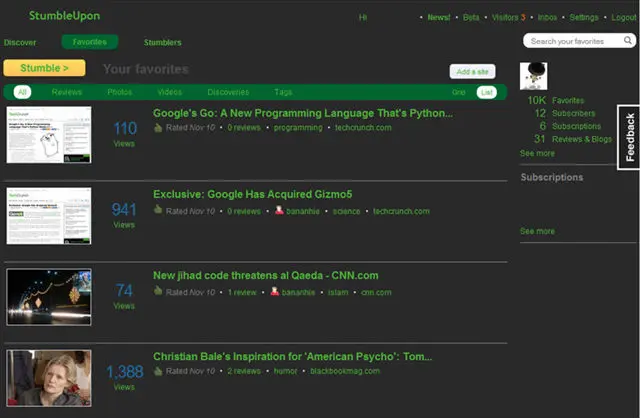 StumbleUpon
Hi
• News! • Beta • Visitors 3 • Inbox • Settings • Logout
Discover Favorites Stumblers
Search your favorites
Stumble > Your favorites
Add a site
All Reviews Photos Videos Discoveries Tags Grid List
Google's Go: A New Programming Language That's Python...
110
Views
Rated Nov 10 • 0 reviews • programming • techcrunch.com
Exclusive: Google Has Acquired Gizmo5
941
Views
Rated Nov 10 • 0 reviews • bananhie • science • techcrunch.com
New jihad code threatens al Qaeda - CNN.com
74
Views
Rated Nov 10 • 1 review • bananhie • islam • cnn.com
Christian Bale's Inspiration for 'American Psycho': Tom...
1,388
Views
Rated Nov 10 • 2 reviews • humor • blackbookmag.com
10K Favorites
12 Subscribers
6 Subscriptions
31 Reviews & Blogs
See more
Subscriptions
See more
Feedback